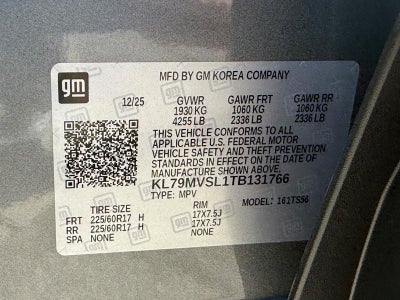 gm
MFD BY GM KOREA COMPANY
12/25 GVWR GAWR FRT GAWR RR
1930 KG 1060 KG 1060 KG
4255 LB 2336 LB 2336 LB
THIS VEHICLE CONFORMS TO ALL
APPLICABLE U.S. FEDERAL MOTOR
VEHICLE SAFETY AND THEFT PREVENTION
STANDARDS IN EFFECT ON THE DATE OF
MANUFACTURE SHOWN ABOVE.
KL79MVSL1TB131766
TYPE: MPV MODEL: 161TS56
TIRE SIZE RIM
FRT 225/60R17 H 17X7.5J
RR 225/60R17 H 17X7.5J
SPA NONE NONE